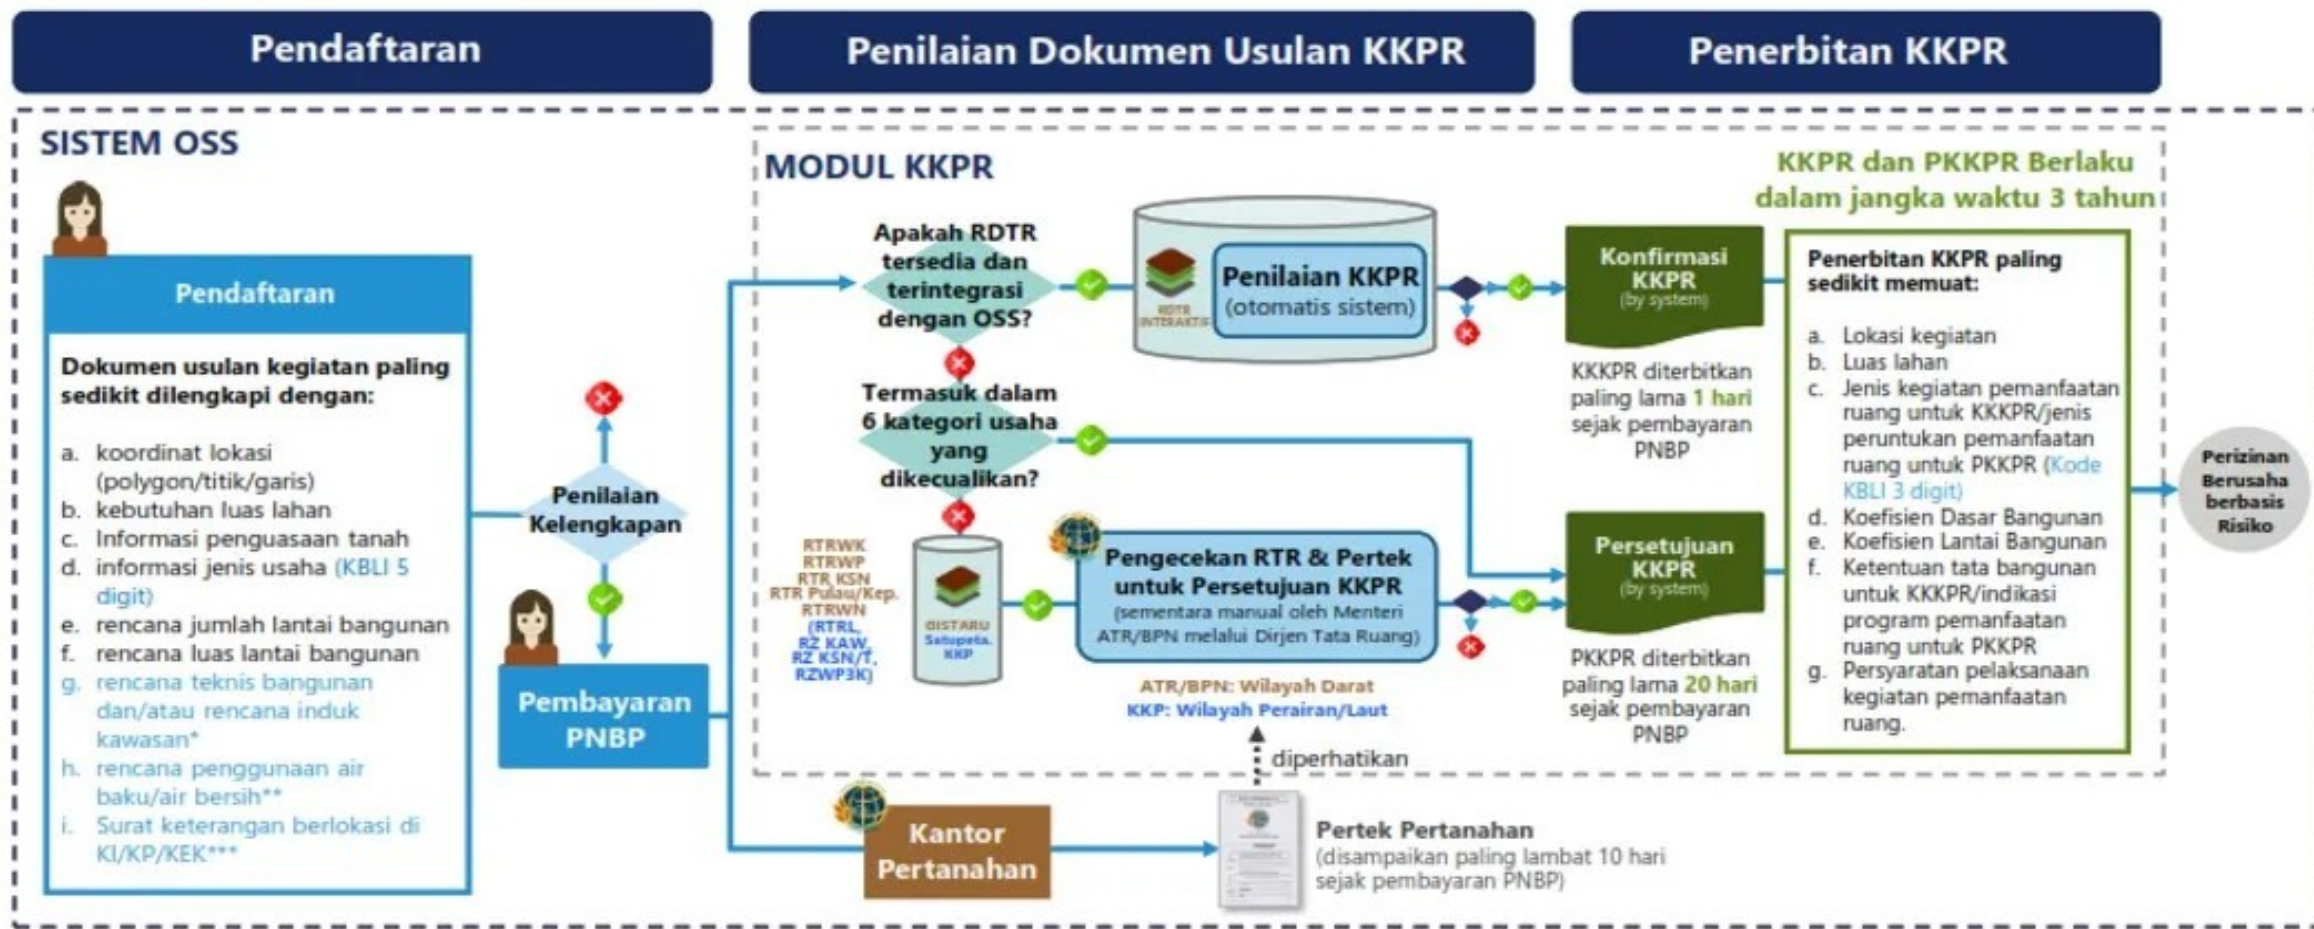 Pendaftaran
Penilaian Dokumen Usulan KKPR
Penerbitan KKPR
SISTEM OSS
Pendaftaran
Dokumen usulan kegiatan paling
sedikit dilengkapi dengan:
a. koordinat lokasi
(polygon/titik/garis)
b. kebutuhan luas lahan
c. Informasi penguasaan tanah
d. informasi jenis usaha (KBLI 5
digit)
e. rencana jumlah lantai bangunan
f. rencana luas lantai bangunan
g. rencana teknis bangunan
dan/atau rencana induk
kawasan*
h. rencana penggunaan air
baku/air bersih**
i. Surat keterangan berlokasi di
KI/KP/KEK***
Penilaian
Kelengkapan
Pembayaran
PNBP
MODUL KKPR
Apakah RDTR
tersedia dan
terintegrasi
dengan OSS?
RDTR
INTERAKTIF
Penilaian KKPR
(otomatis sistem)
Termasuk dalam
6 kategori usaha
yang
dikecualikan?
RTRWK
RTRWP
RTR KSN
RTR Pulau/Kep.
RTRWN
(RTRL,
RZ KAW,
RZ KSN/T,
RZWP3K)
GISTARU
Satupeta.
KKP
Pengecekan RTR & Pertek
untuk Persetujuan KKPR
(sementara manual oleh Menteri
ATR/BPN melalui Dirjen Tata Ruang)
ATR/BPN: Wilayah Darat
KKP: Wilayah Perairan/Laut
diperhatikan
Kantor
Pertanahan
Pertek Pertanahan
(disampaikan paling lambat 10 hari
sejak pembayaran PNBP)
KKPR dan PKKPR Berlaku
dalam jangka waktu 3 tahun
Konfirmasi
KKPR
(by system)
KKKPR diterbitkan
paling lama 1 hari
sejak pembayaran
PNBP
Persetujuan
KKPR
(by system)
PKKPR diterbitkan
paling lama 20 hari
sejak pembayaran
PNBP
Penerbitan KKPR paling
sedikit memuat:
a. Lokasi kegiatan
b. Luas lahan
c. Jenis kegiatan pemanfaatan
ruang untuk KKKPR/jenis
peruntukan pemanfaatan
ruang untuk PKKPR (Kode
KBLI 3 digit)
d. Koefisien Dasar Bangunan
e. Koefisien Lantai Bangunan
f. Ketentuan tata bangunan
untuk KKKPR/indikasi
program pemanfaatan
ruang untuk PKKPR
g. Persyaratan pelaksanaan
kegiatan pemanfaatan
ruang.
Perizinan
Berusaha
berbasis
Risiko